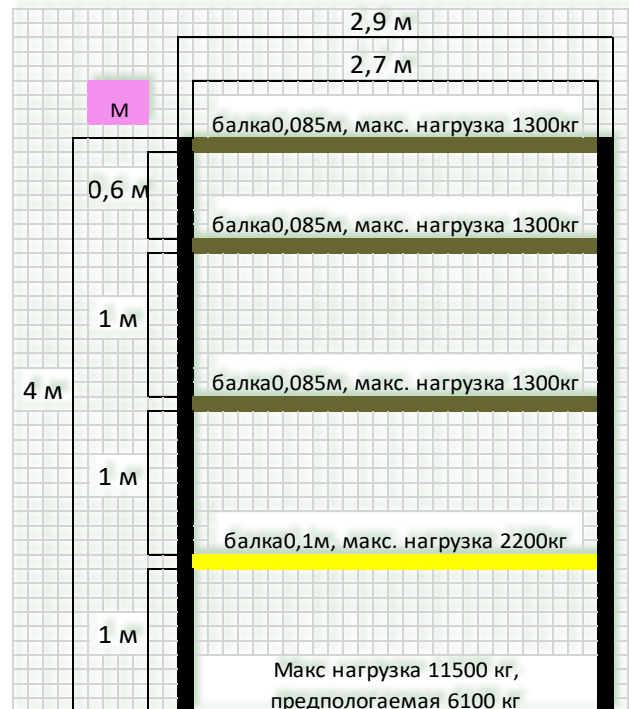 2,9 м
2,7 м
м
балка0,085м, макс. нагрузка 1300кг
0,6 м
балка0,085м, макс. нагрузка 1300кг
1 м
балка0,085м, макс. нагрузка 1300кг
4 м
1 м
балка0,1м, макс. нагрузка 2200кг
1 м
Макс нагрузка 11500 кг,
предпологаемая 6100 кг